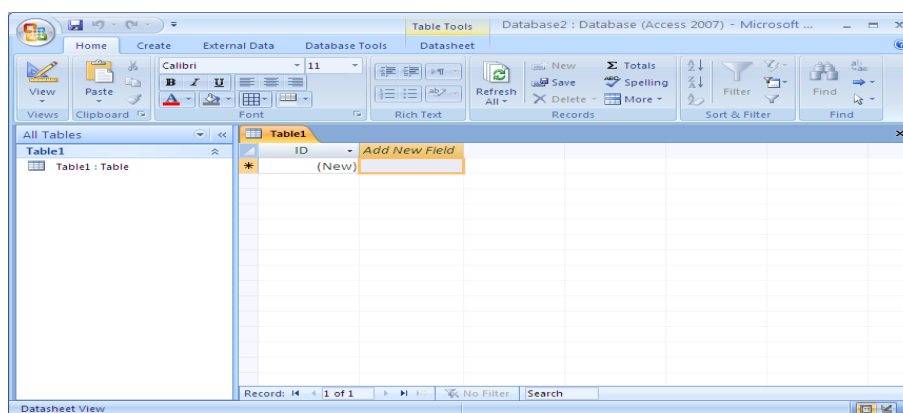 Table Tools Database2 : Database (Access 2007) - Microsoft ...
Home Create External Data Database Tools Datasheet
Calibri 11
New Σ Totals
B I U
Save Spelling
View Paste Refresh All Delete More Filter Find
Views Clipboard Font Rich Text Records Sort & Filter Find
All Tables « Table1
Table1 ID Add New Field
Table1 : Table (New)
Record: 1 of 1 No Filter Search
Datasheet View